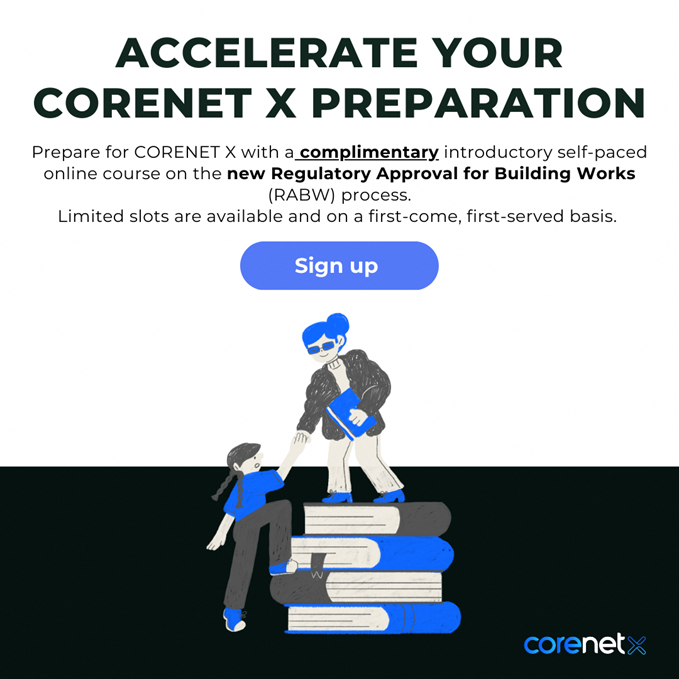 ACCELERATE YOUR
CORENET X PREPARATION
Prepare for CORENET X with a complimentary introductory self-paced
online course on the new Regulatory Approval for Building Works
(RABW) process.
Limited slots are available and on a first-come, first-served basis.
Sign up
corenetx